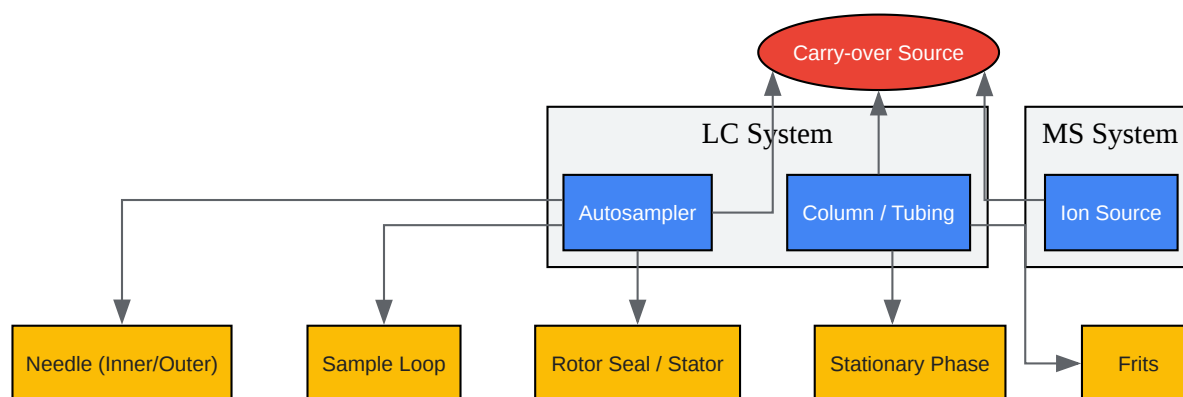 Carry-over Source
LC System
MS System
Autosampler
Column / Tubing
Ion Source
Needle (Inner/Outer)
Sample Loop
Rotor Seal / Stator
Stationary Phase
Frits